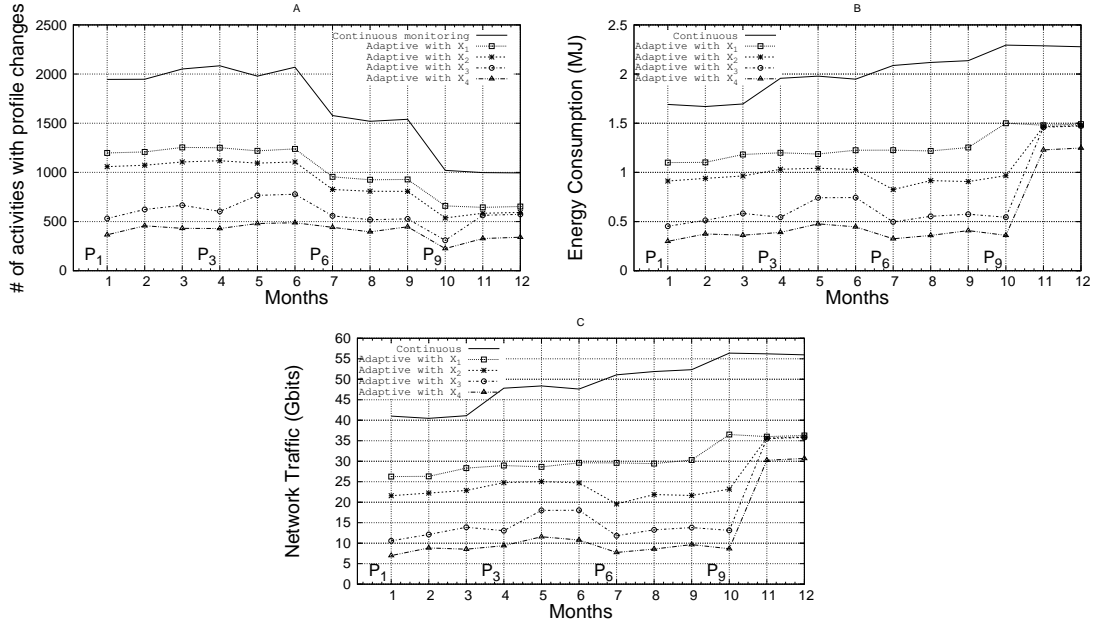 A
# of activities with profile changes
2500
2000
1500
1000
500
0
Continuous monitoring
Adaptive with X1
Adaptive with X2
Adaptive with X3
Adaptive with X4
P1 P3 P6 P9
1 2 3 4 5 6 7 8 9 10 11 12
Months
B
Energy Consumption (MJ)
2.5
2
1.5
1
0.5
0
Continuous
Adaptive with X1
Adaptive with X2
Adaptive with X3
Adaptive with X4
P1 P3 P6 P9
1 2 3 4 5 6 7 8 9 10 11 12
Months
C
Network Traffic (Gbits)
60
55
50
45
40
35
30
25
20
15
10
5
0
Continuous
Adaptive with X1
Adaptive with X2
Adaptive with X3
Adaptive with X4
P1 P3 P6 P9
1 2 3 4 5 6 7 8 9 10 11 12
Months